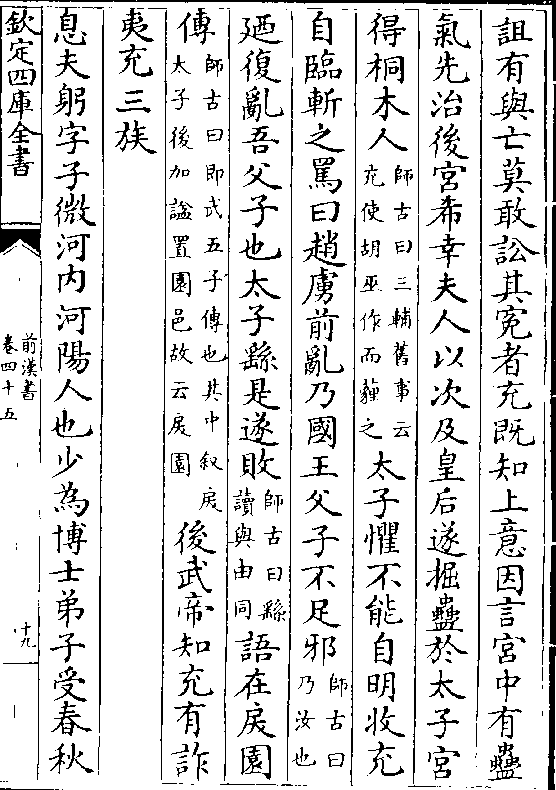 詛有與亡莫敢訟其寃者充既知上意因言宮中有蠱
氣先治後宮希幸夫人以次及皇后遂掘蠱於太子宮
得桐木人師古曰三輔舊事云充使胡巫作而薶之太子懼不能自明收充
自臨斬之罵曰趙虜前亂乃國王父子不足邪師古曰乃汝也
廼復亂吾父子也太子繇是遂敗師古曰繇讀與由同語在戾園
傳師古曰即武五子傳也其中叙戾太子後加諡置園邑故云戾園後武帝知充有詐
夷充三族
息夫躬字子微河内河陽人也少為博士弟子受春秋
欽定四庫全書
前漢書
卷四十五
十九